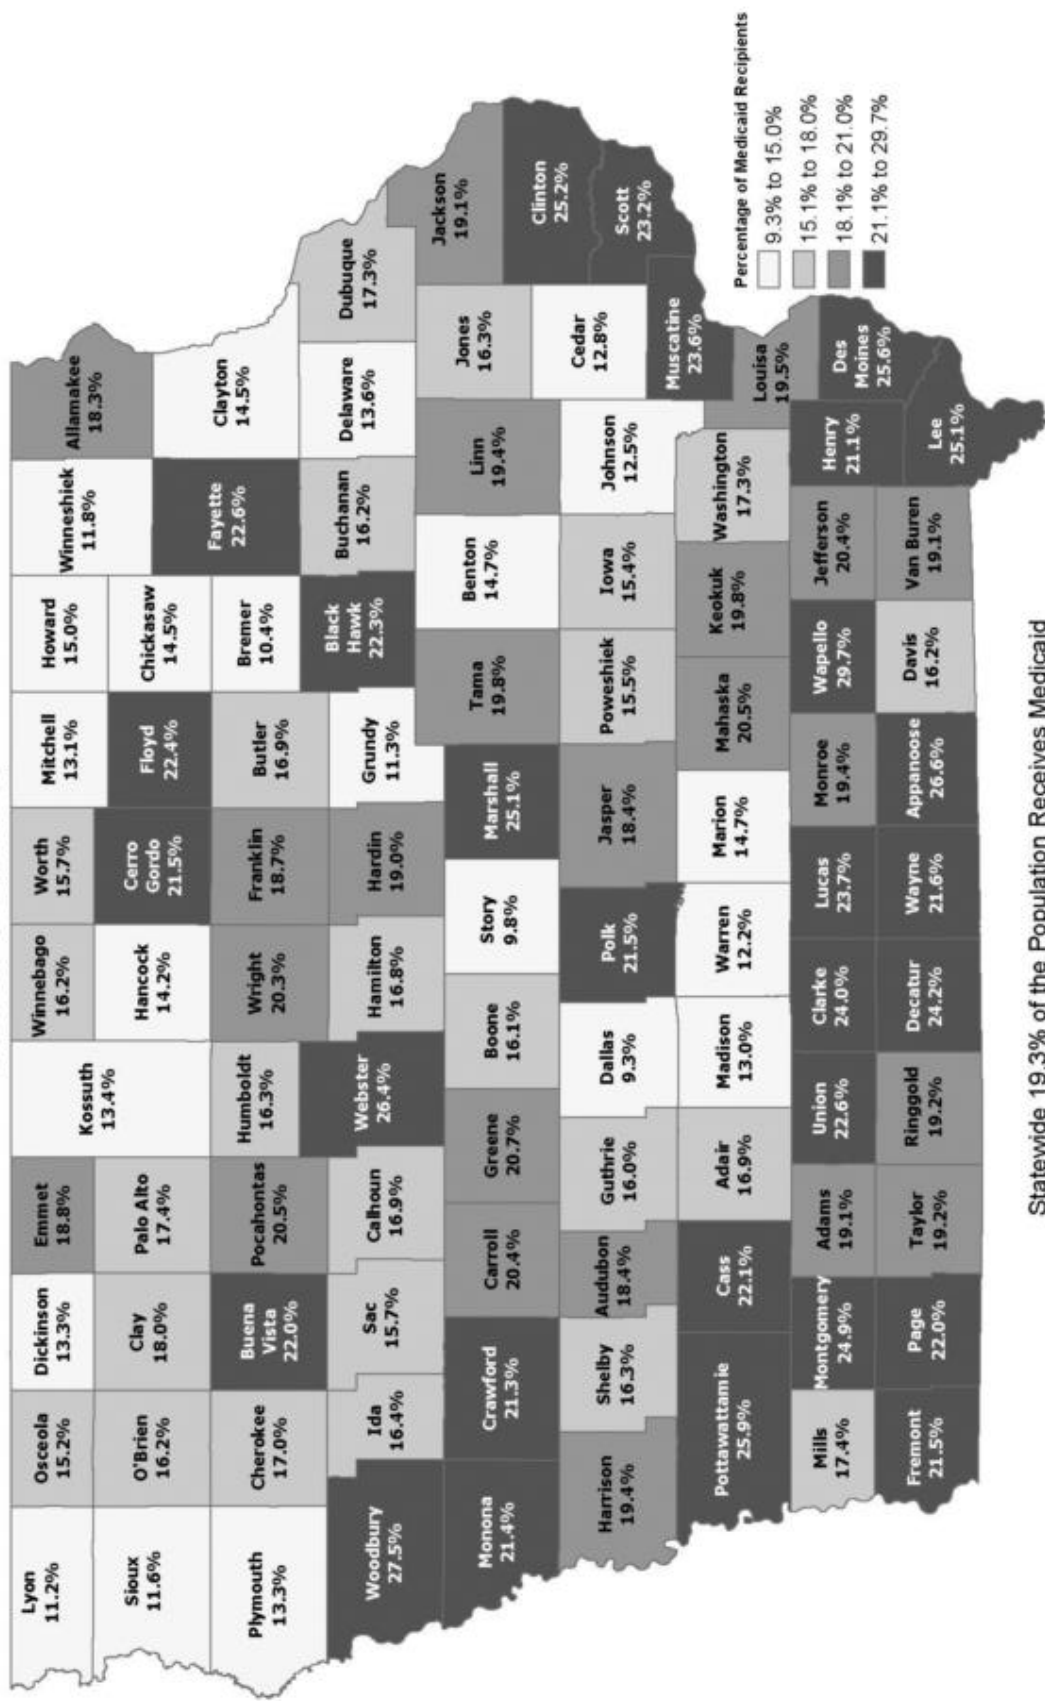 Lyon
11.2%
Osceola
15.2%
Dickinson
13.3%
Emmet
18.8%
Kossuth
13.4%
Winnebago
16.2%
Worth
15.7%
Mitchell
13.1%
Howard
15.0%
Winneshiek
11.8%
Allamakee
18.3%
Sioux
11.6%
O'Brien
16.2%
Clay
18.0%
Palo Alto
17.4%
Hancock
14.2%
Cerro
Gordo
21.5%
Floyd
22.4%
Chickasaw
14.5%
Fayette
22.6%
Clayton
14.5%
Plymouth
13.3%
Cherokee
17.0%
Buena
Vista
22.0%
Pocahontas
20.5%
Humboldt
16.3%
Wright
20.3%
Franklin
18.7%
Butler
16.9%
Bremer
10.4%
Woodbury
27.5%
Ida
16.4%
Sac
15.7%
Calhoun
16.9%
Webster
26.4%
Hamilton
16.8%
Hardin
19.0%
Grundy
11.3%
Black
Hawk
22.3%
Buchanan
16.2%
Delaware
13.6%
Dubuque
17.3%
Monona
21.4%
Crawford
21.3%
Carroll
20.4%
Greene
20.7%
Boone
16.1%
Story
9.8%
Marshall
25.1%
Tama
19.8%
Benton
14.7%
Linn
19.4%
Jones
16.3%
Jackson
19.1%
Clinton
25.2%
Scott
23.2%
Harrison
19.4%
Shelby
16.3%
Audubon
18.4%
Guthrie
16.0%
Dallas
9.3%
Polk
21.5%
Jasper
18.4%
Poweshiek
15.5%
Iowa
15.4%
Johnson
12.5%
Cedar
12.8%
Muscatine
23.6%
Pottawattamie
25.9%
Cass
22.1%
Adair
16.9%
Madison
13.0%
Warren
12.2%
Marion
14.7%
Mahaska
20.5%
Keokuk
19.8%
Washington
17.3%
Louisa
19.5%
Mills
17.4%
Montgomery
24.9%
Adams
19.1%
Union
22.6%
Clarke
24.0%
Lucas
23.7%
Monroe
19.4%
Wapello
29.7%
Jefferson
20.4%
Henry
21.1%
Des
Moines
25.6%
Fremont
21.5%
Page
22.0%
Taylor
19.2%
Ringgold
19.2%
Decatur
24.2%
Wayne
21.6%
Appanoose
26.6%
Davis
16.2%
Van Buren
19.1%
Lee
25.1%
Percentage of Medicaid Recipients
9.3% to 15.0%
15.1% to 18.0%
18.1% to 21.0%
21.1% to 29.7%
Statewide 19.3% of the Population Receives Medicaid